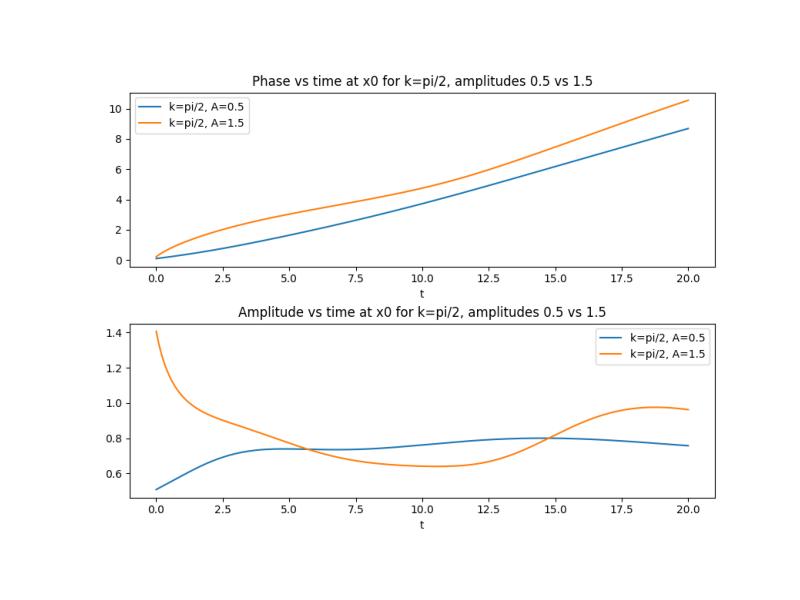 Phase vs time at x0 for k=pi/2, amplitudes 0.5 vs 1.5
k=pi/2, A=0.5
k=pi/2, A=1.5
10
8
6
4
2
0
0.0 2.5 5.0 7.5 10.0 12.5 15.0 17.5 20.0
t
Amplitude vs time at x0 for k=pi/2, amplitudes 0.5 vs 1.5
k=pi/2, A=0.5
k=pi/2, A=1.5
1.4
1.2
1.0
0.8
0.6
0.0 2.5 5.0 7.5 10.0 12.5 15.0 17.5 20.0
t